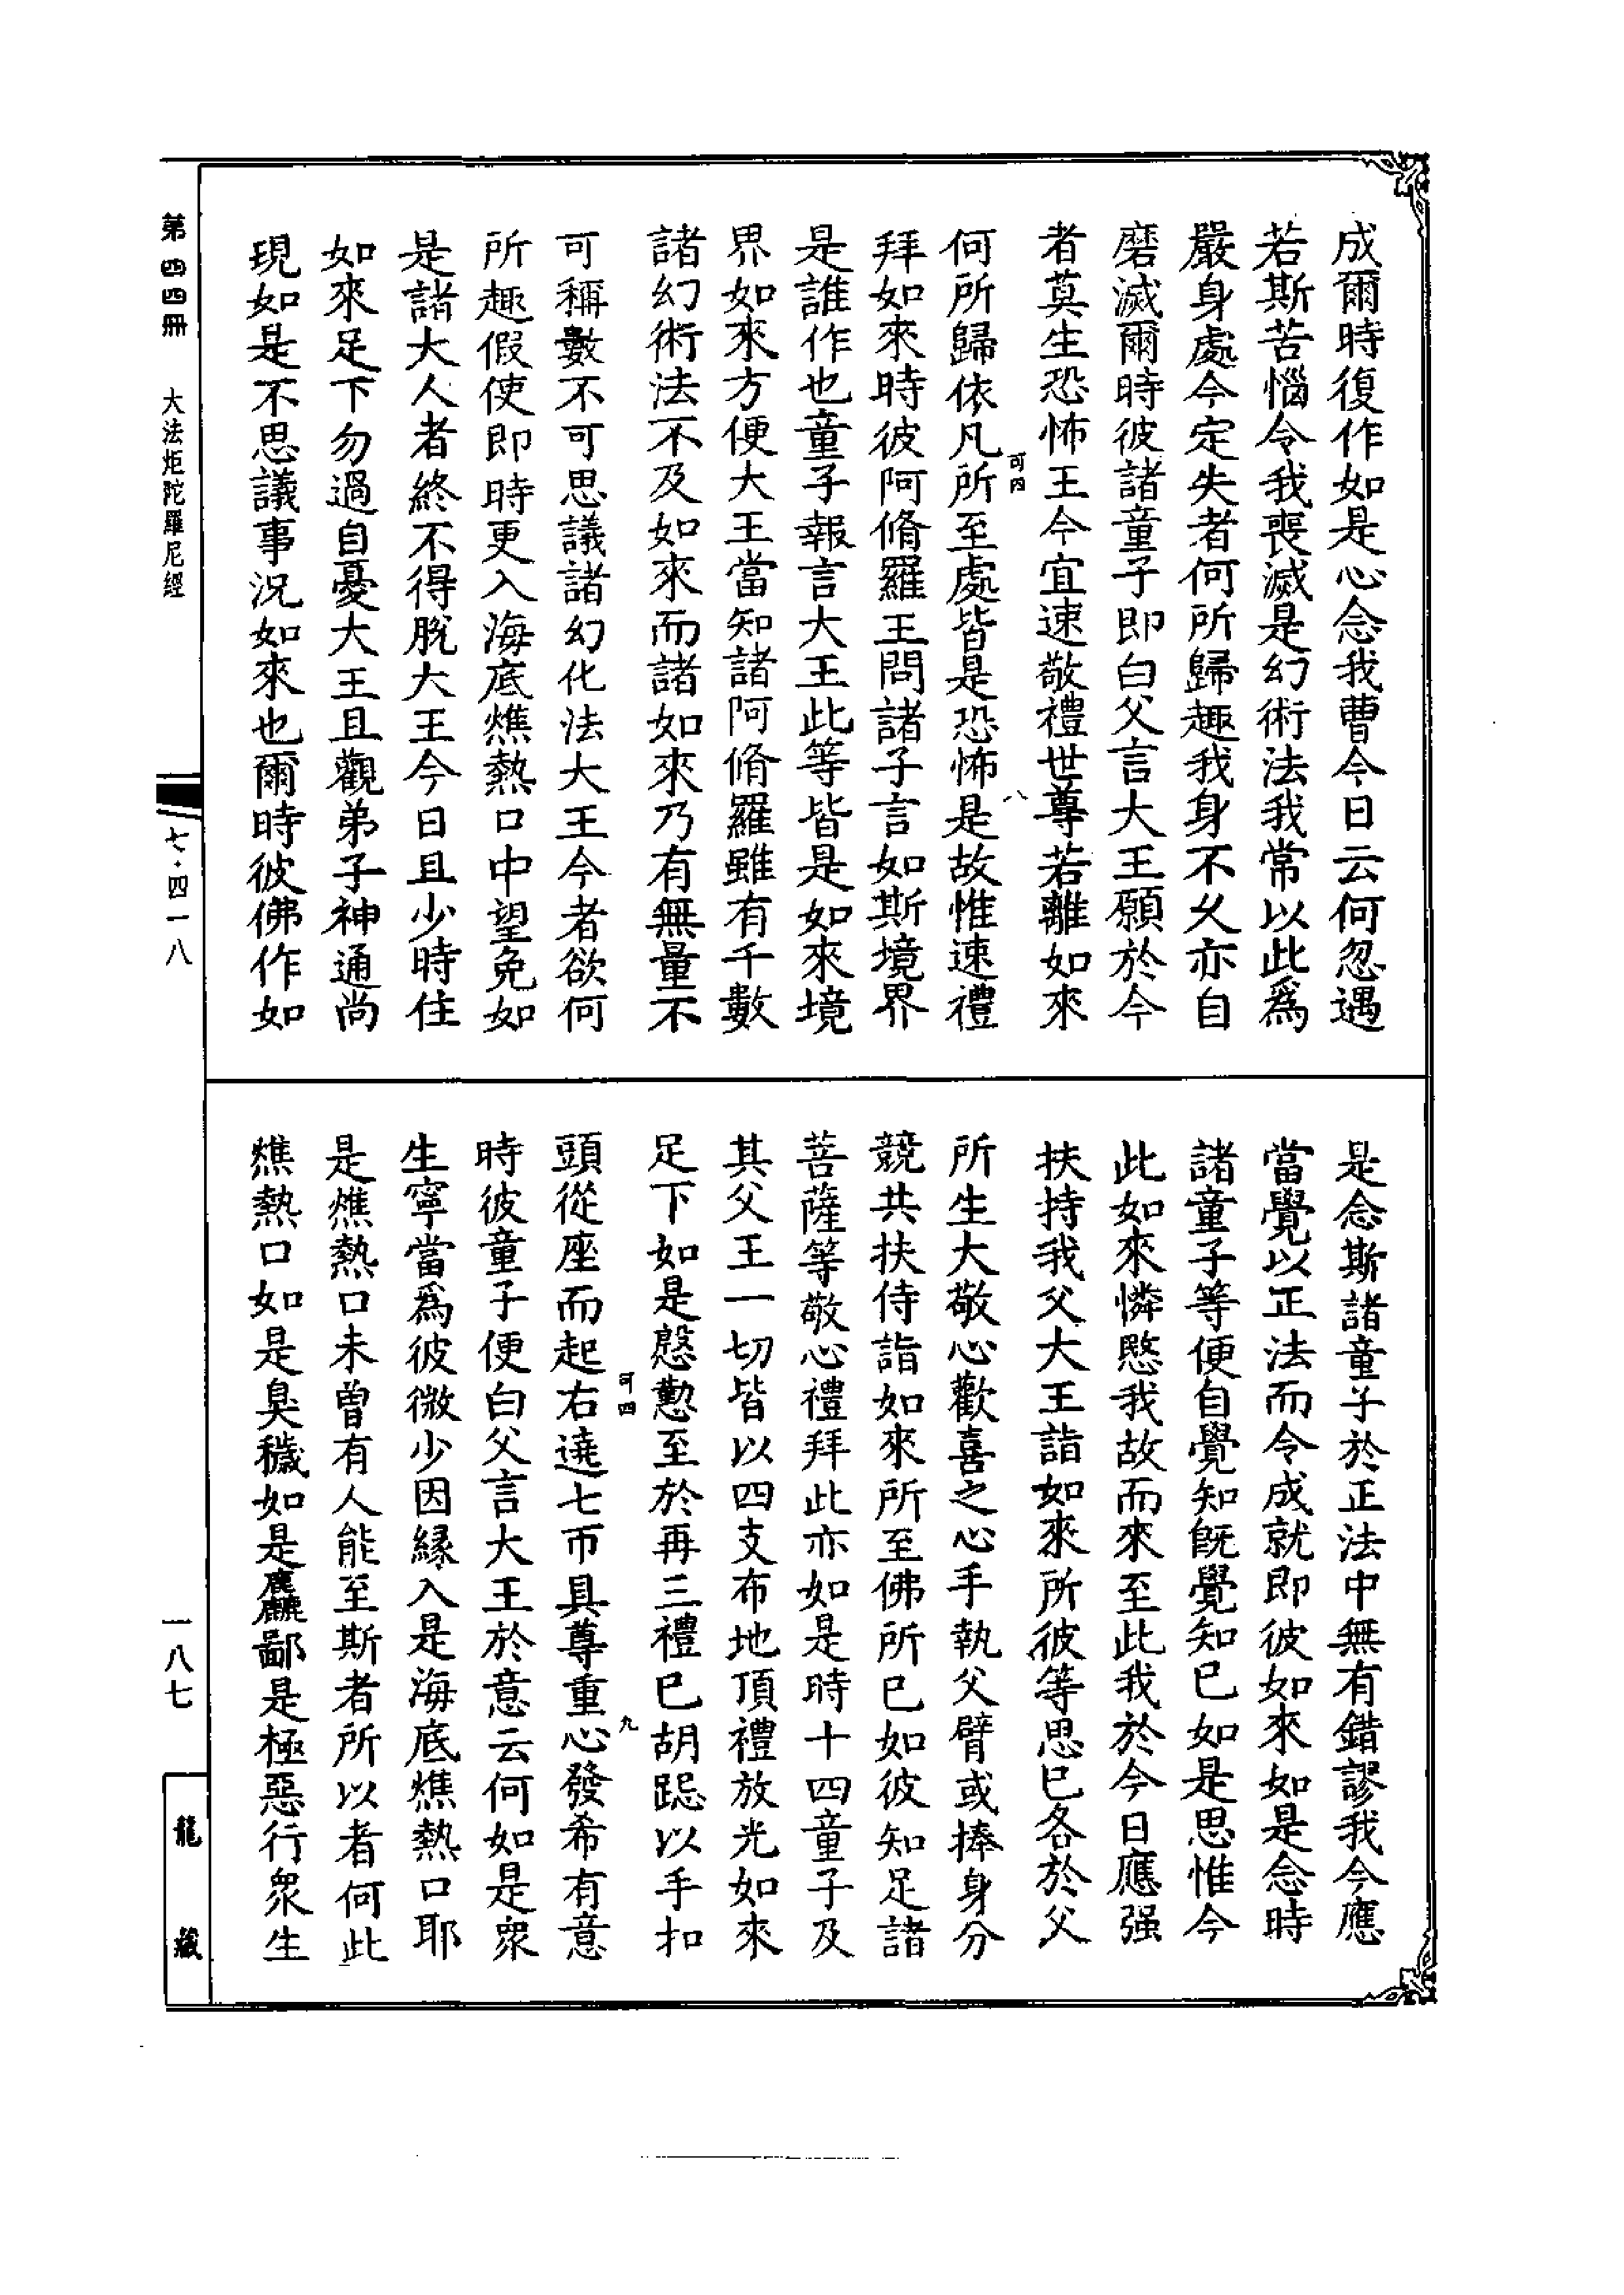 成爾時復作如是心念我曹今日云何忽遇
若斯苦惱令我喪滅是幻術法我常以此爲
嚴身處今定失者何所歸趣我身不久亦自
磨滅爾時彼諸童子即白父言大王願於今
者莫生恐怖王今宜速敬禮世尊若離如來
可四
八
何所歸依凡所至處皆是恐怖是故惟速禮
拜如來時彼阿脩羅王問諸子言如斯境界
是誰作也童子報言大王此等皆是如來境
界如來方便大王當知諸阿脩羅雖有千數
諸幻術法不及如來而諸如來乃有無量不
可稱數不可思議諸幻化法大王今者欲何
所趣假使即時更入海底燋熱口中望免如
是諸大人者終不得脫大王今日且少時住
如來足下勿過自憂大王且觀弟子神通尚
現如是不思議事況如來也爾時彼佛作如
是念斯諸童子於正法中無有錯謬我今應
當覺以正法而令成就即彼如來如是念時
諸童子等便自覺知既覺知已如是思惟今
此如來憐愍我故而來至此我於今日應强
扶持我父大王詣如來所彼等思已各於父
所生大敬心歡喜之心手執父臂或捧身分
競共扶侍詣如來所至佛所已如彼知足諸
菩薩等敬心禮拜此亦如是時十四童子及
其父王一切皆以四支布地頂禮放光如來
足下如是慇懃至於再三禮已胡跽以手扣
可四
九
頭從座而起右遶七帀具尊重心發希有意
時彼童子便白父言大王於意云何如是衆
生寧當爲彼微少因緣入是海底燋熱口耶
是燋熱口未曾有人能至斯者所以者何此
燋熱口如是臭穢如是麤鄙是極惡行衆生
第四四冊
大法炬陀羅尼經
七·四一八
一八七
龍藏